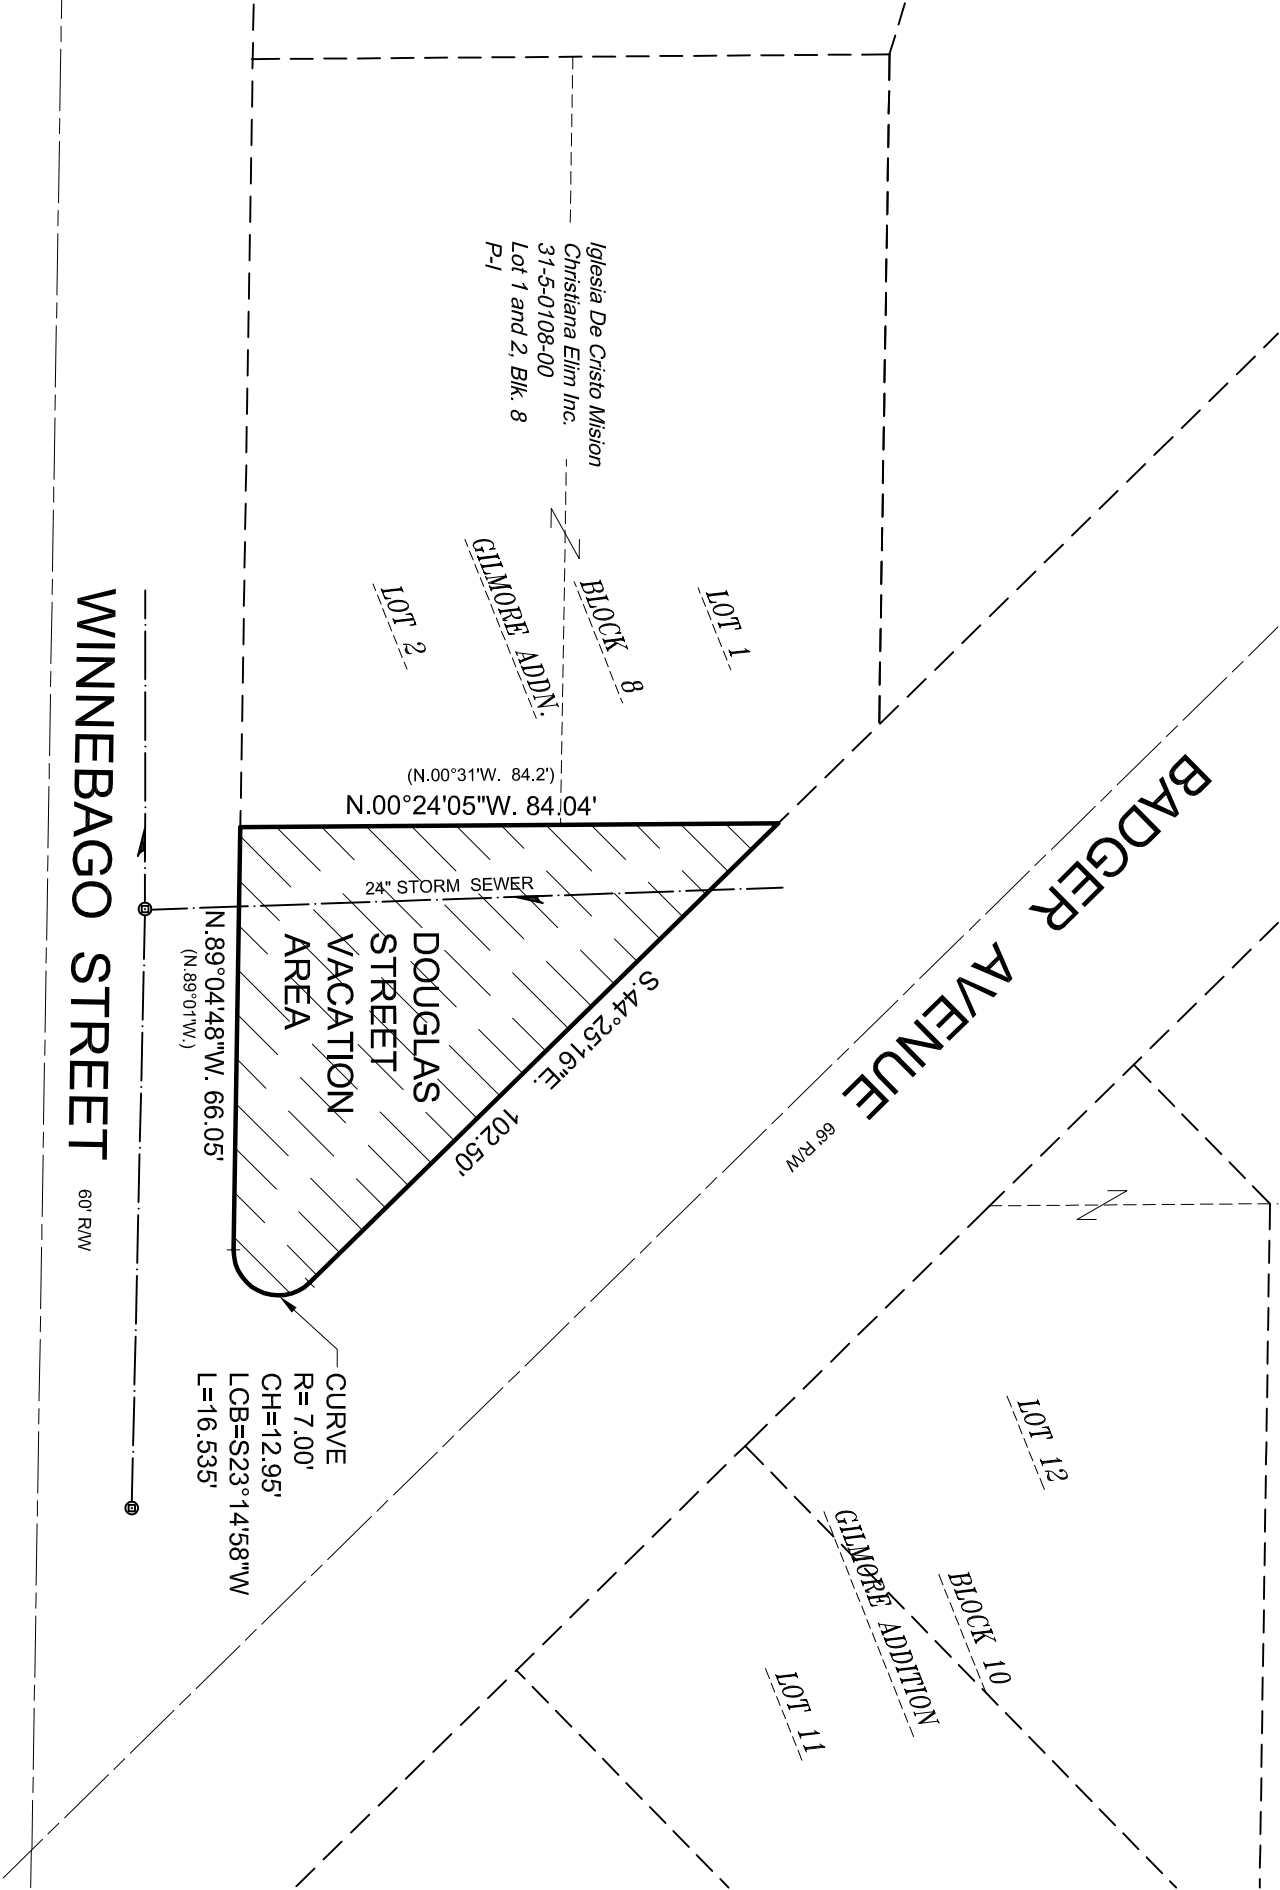 Iglesia De Cristo Mision
Christiana Elim Inc.
31-5-0108-00
Lot 1 and 2, Blk. 8
P-I
LOT 1
BLOCK 8
GILMORE ADDN.
LOT 2
(N.00°31'W. 84.2')
N.00°24'05"W. 84.04'
24" STORM SEWER
DOUGLAS
STREET
VACATION
AREA
S.44°25'16"E. 102.50'
N.89°04'48"W. 66.05'
(N.89°01'W.)
WINNEBAGO STREET 60' R/W
BADGER AVENUE 66' R/W
CURVE
R= 7.00'
CH=12.95'
LCB=S23°14'58"W
L=16.535'
LOT 12
BLOCK 10
GILMORE ADDITION
LOT 11